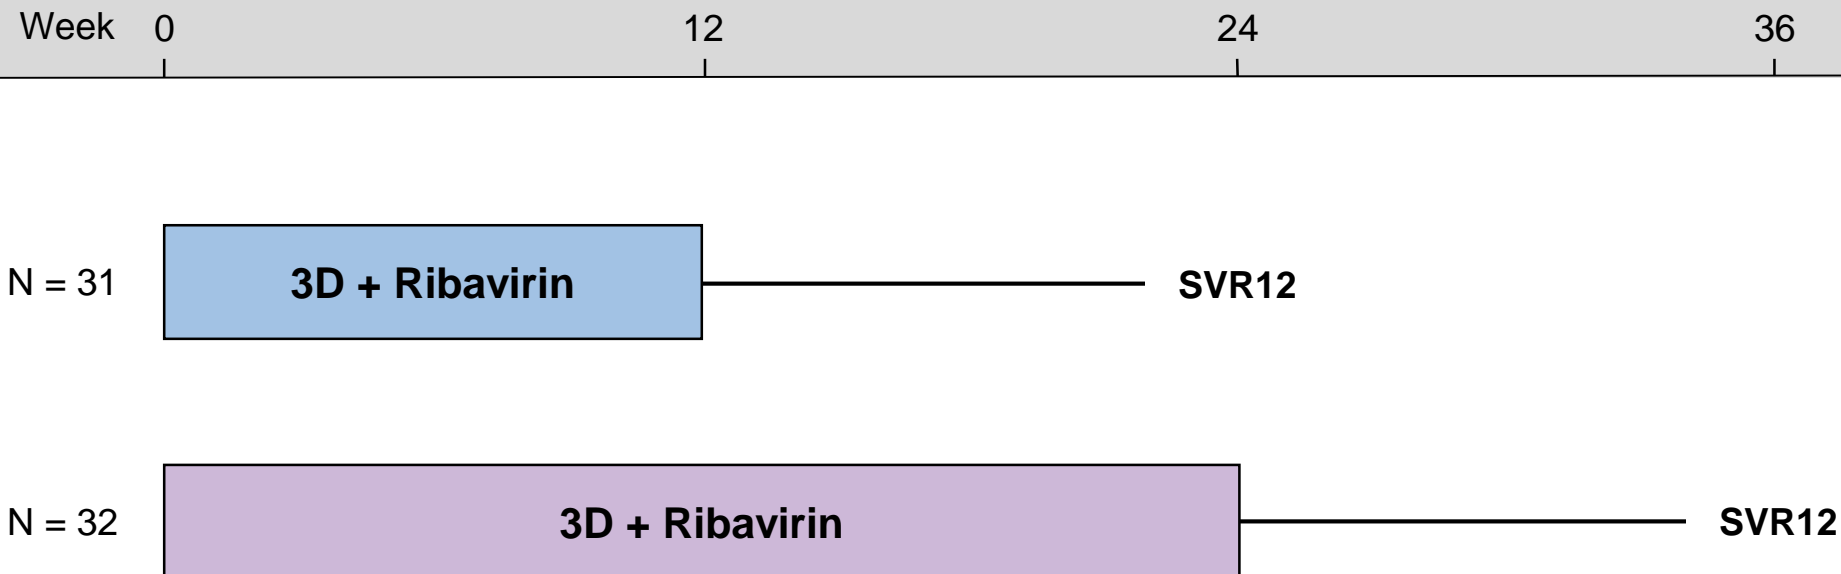 Week 0 12 24 36
N = 31 3D + Ribavirin SVR12
N = 32 3D + Ribavirin SVR12